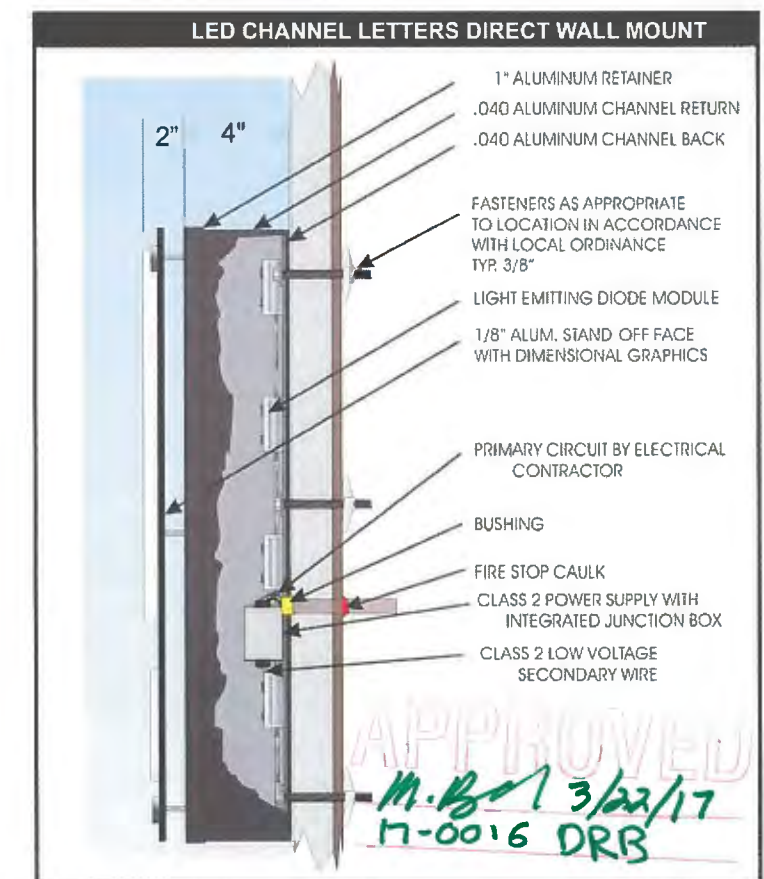 LED CHANNEL LETTERS DIRECT WALL MOUNT
2" 4"
1" ALUMINUM RETAINER
.040 ALUMINUM CHANNEL RETURN
.040 ALUMINUM CHANNEL BACK
FASTENERS AS APPROPRIATE
TO LOCATION IN ACCORDANCE
WITH LOCAL ORDINANCE
TYP. 3/8"
LIGHT EMITTING DIODE MODULE
1/8" ALUM. STAND OFF FACE
WITH DIMENSIONAL GRAPHICS
PRIMARY CIRCUIT BY ELECTRICAL
CONTRACTOR
BUSHING
FIRE STOP CAULK
CLASS 2 POWER SUPPLY WITH
INTEGRATED JUNCTION BOX
CLASS 2 LOW VOLTAGE
SECONDARY WIRE
APPROVED
3/22/17
17-0016 DRB